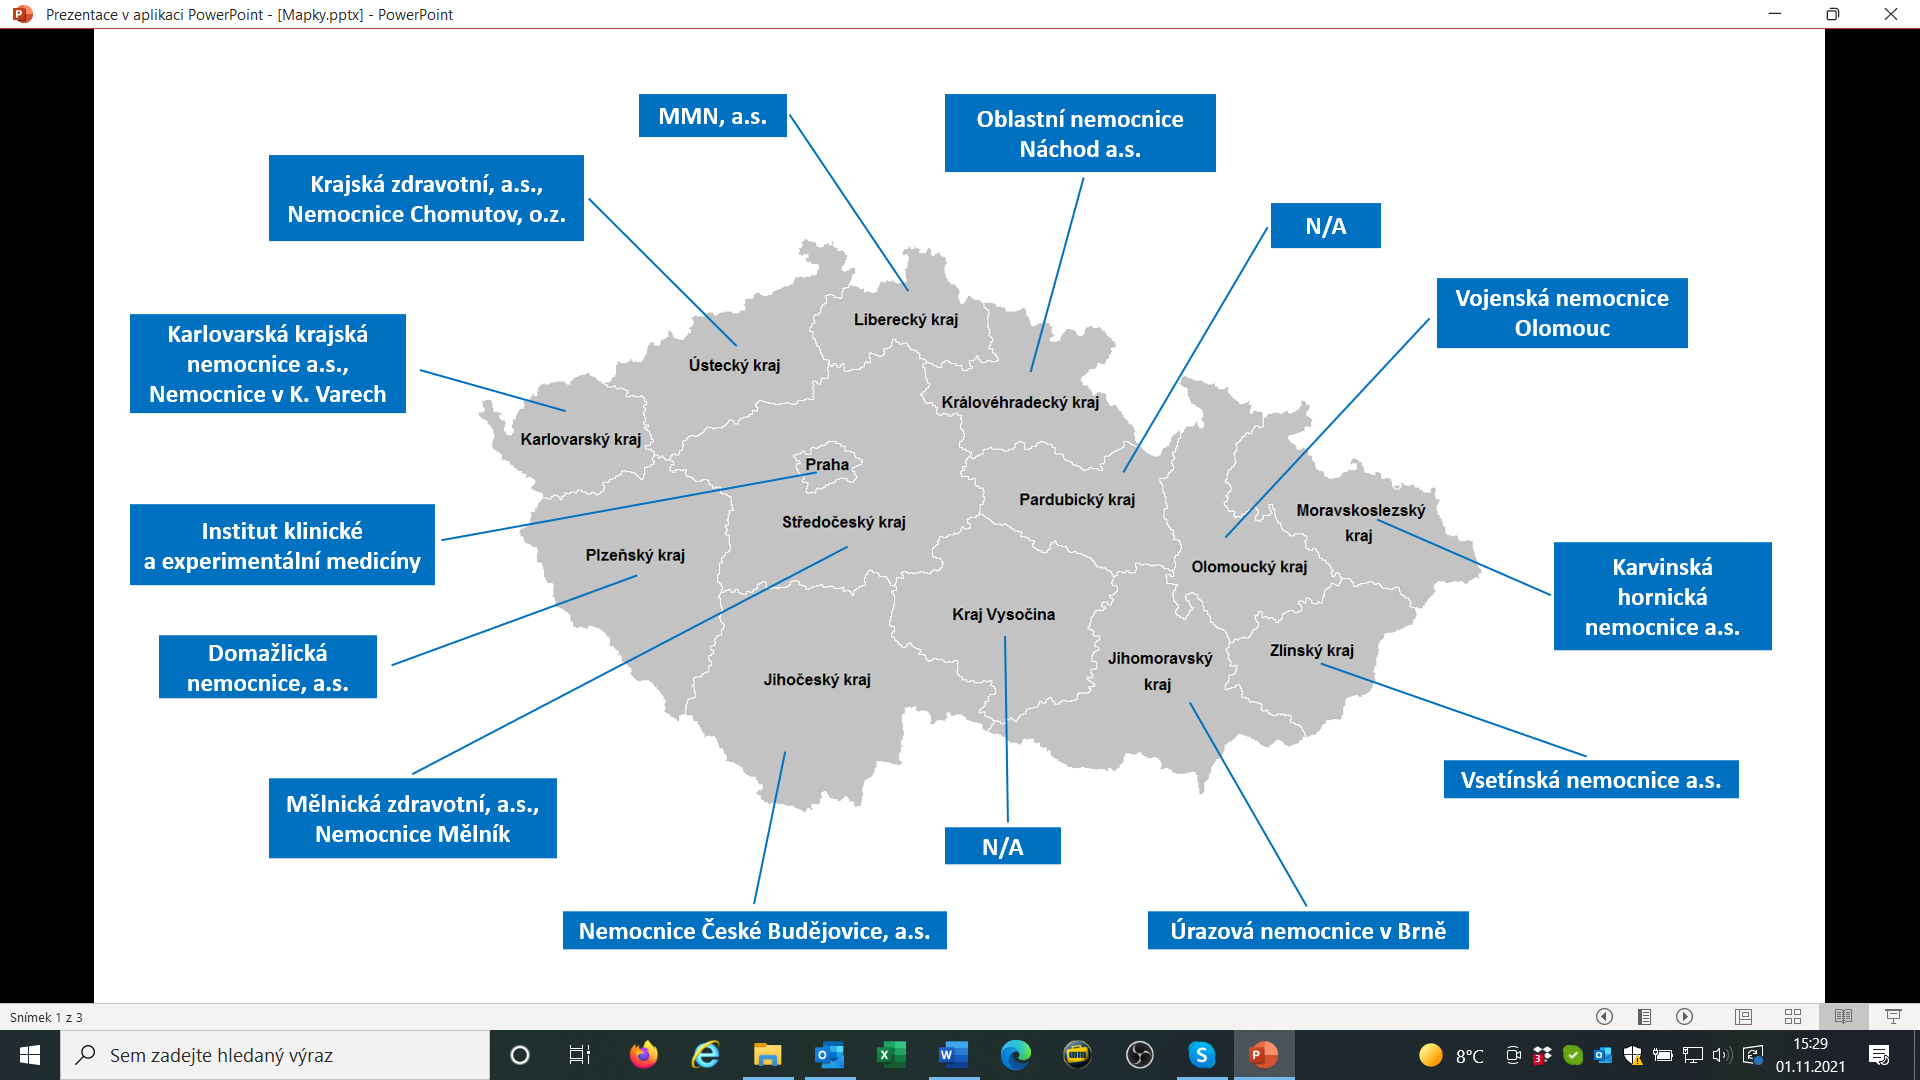 Prezentace v aplikaci PowerPoint - [Mapky.pptx] - PowerPoint
MMN, a.s.
Oblastní nemocnice
Náchod a.s.
Krajská zdravotní, a.s.,
Nemocnice Chomutov, o.z.
N/A
Vojenská nemocnice
Olomouc
Karlovarská krajská
nemocnice a.s.,
Nemocnice v K. Varech
Liberecký kraj
Ústecký kraj
Královéhradecký kraj
Karlovarský kraj
Praha
Pardubický kraj
Moravskoslezský
kraj
Institut klinické
a experimentální medicíny
Středočeský kraj
Plzeňský kraj
Olomoucký kraj
Karvinská
hornická
nemocnice a.s.
Kraj Vysočina
Domažlická
nemocnice, a.s.
Jihomoravský
kraj
Zlínský kraj
Jihočeský kraj
Vsetínská nemocnice a.s.
Mělnická zdravotní, a.s.,
Nemocnice Mělník
N/A
Nemocnice České Budějovice, a.s.
Úrazová nemocnice v Brně
Snímek 1 z 3
Sem zadejte hledaný výraz
8°C
3
15:29
01.11.2021